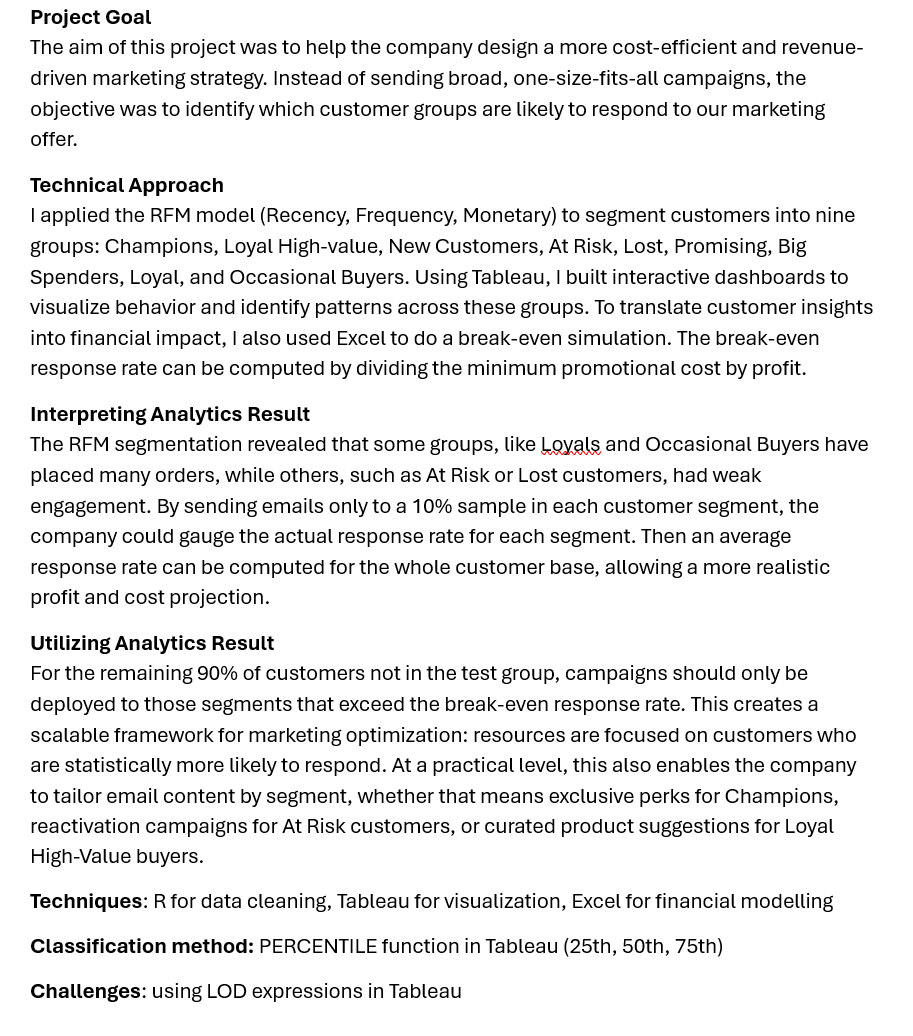 Project Goal
The aim of this project was to help the company design a more cost-efficient and revenue-
driven marketing strategy. Instead of sending broad, one-size-fits-all campaigns, the
objective was to identify which customer groups are likely to respond to our marketing
offer.
Technical Approach
I applied the RFM model (Recency, Frequency, Monetary) to segment customers into nine
groups: Champions, Loyal High-value, New Customers, At Risk, Lost, Promising, Big
Spenders, Loyal, and Occasional Buyers. Using Tableau, I built interactive dashboards to
visualize behavior and identify patterns across these groups. To translate customer insights
into financial impact, I also used Excel to do a break-even simulation. The break-even
response rate can be computed by dividing the minimum promotional cost by profit.
Interpreting Analytics Result
The RFM segmentation revealed that some groups, like Loyals and Occasional Buyers have
placed many orders, while others, such as At Risk or Lost customers, had weak
engagement. By sending emails only to a 10% sample in each customer segment, the
company could gauge the actual response rate for each segment. Then an average
response rate can be computed for the whole customer base, allowing a more realistic
profit and cost projection.
Utilizing Analytics Result
For the remaining 90% of customers not in the test group, campaigns should only be
deployed to those segments that exceed the break-even response rate. This creates a
scalable framework for marketing optimization: resources are focused on customers who
are statistically more likely to respond. At a practical level, this also enables the company
to tailor email content by segment, whether that means exclusive perks for Champions,
reactivation campaigns for At Risk customers, or curated product suggestions for Loyal
High-Value buyers.
Techniques: R for data cleaning, Tableau for visualization, Excel for financial modelling
Classification method: PERCENTILE function in Tableau (25th, 50th, 75th)
Challenges: using LOD expressions in Tableau